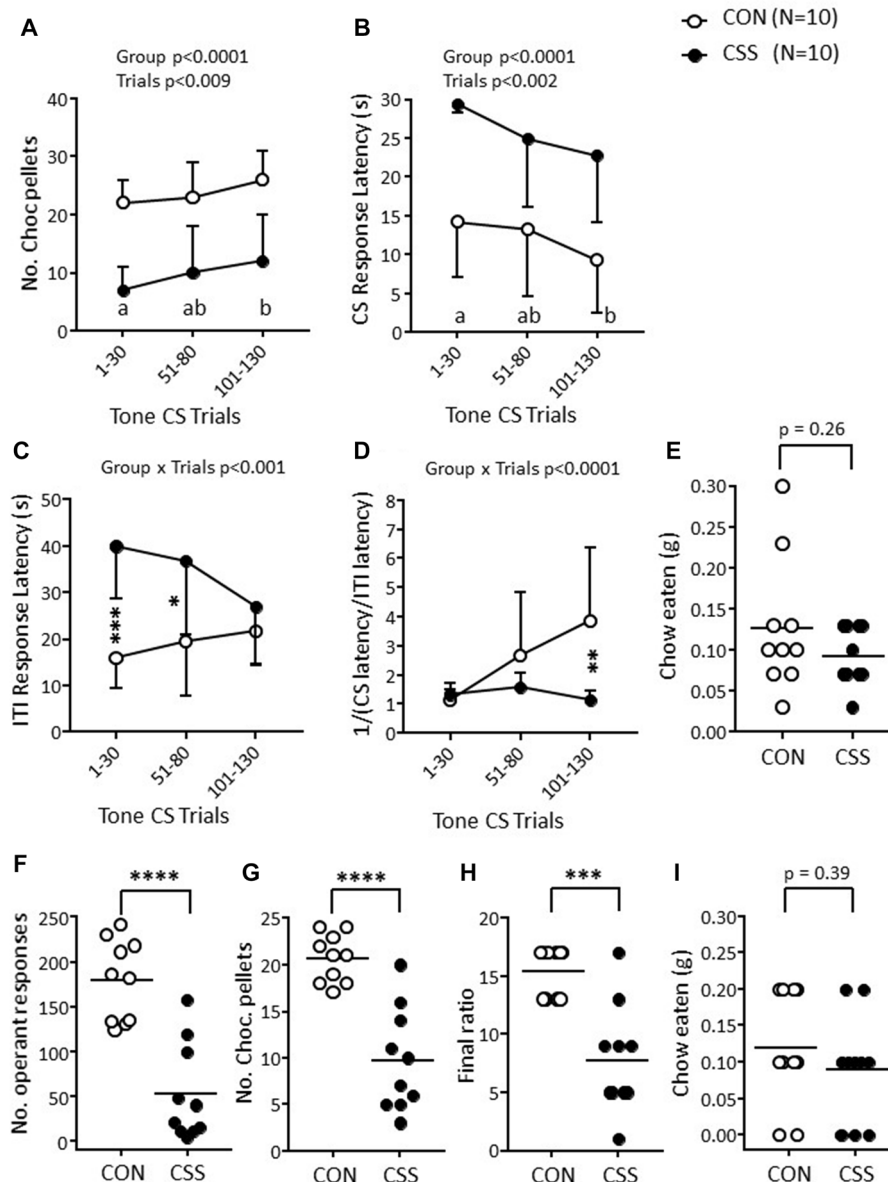 CON (N=10)
CSS (N=10)
A
Group p<0.0001
Trials p<0.009
No. Choc pellets
40
30
20
10
0
a
ab
b
1-30
51-80
101-130
Tone CS Trials
B
Group p<0.0001
Trials p<0.002
CS Response Latency (s)
30
25
20
15
10
5
0
a
ab
b
1-30
51-80
101-130
Tone CS Trials
C
Group x Trials p<0.001
ITI Response Latency (s)
50
40
30
20
10
0
****
*
1-30
51-80
101-130
Tone CS Trials
D
Group x Trials p<0.0001
1/(CS latency/ITI latency)
8
7
6
5
4
3
2
1
0
**
1-30
51-80
101-130
Tone CS Trials
E
p = 0.26
Chow eaten (g)
0.30
0.25
0.20
0.15
0.10
0.05
0.00
CON
CSS
F
****
No. operant responses
250
200
150
100
50
0
CON
CSS
G
****
No. Choc. pellets
25
20
15
10
5
0
CON
CSS
H
***
Final ratio
20
15
10
5
0
CON
CSS
I
p = 0.39
Chow eaten (g)
0.30
0.25
0.20
0.15
0.10
0.05
0.00
CON
CSS